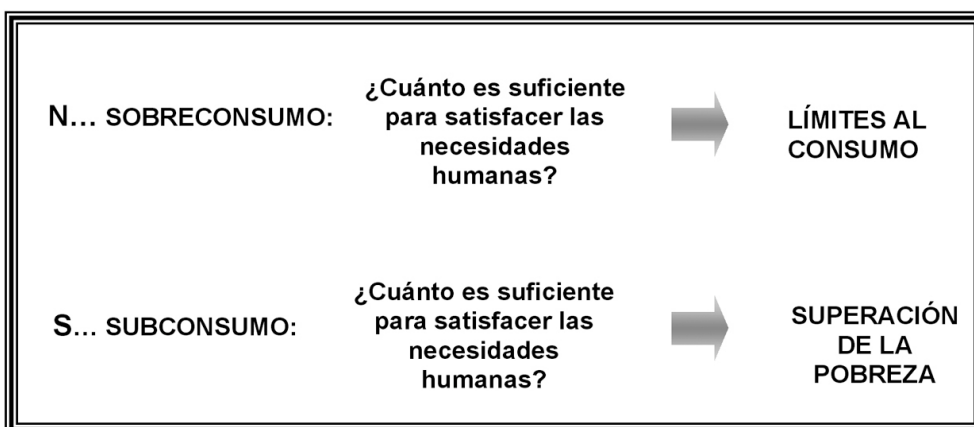 N... SOBRECONSUMO:
¿Cuánto es suficiente
para satisfacer las
necesidades
humanas?
LÍMITES AL
CONSUMO
S... SUBCONSUMO:
¿Cuánto es suficiente
para satisfacer las
necesidades
humanas?
SUPERACIÓN
DE LA
POBREZA